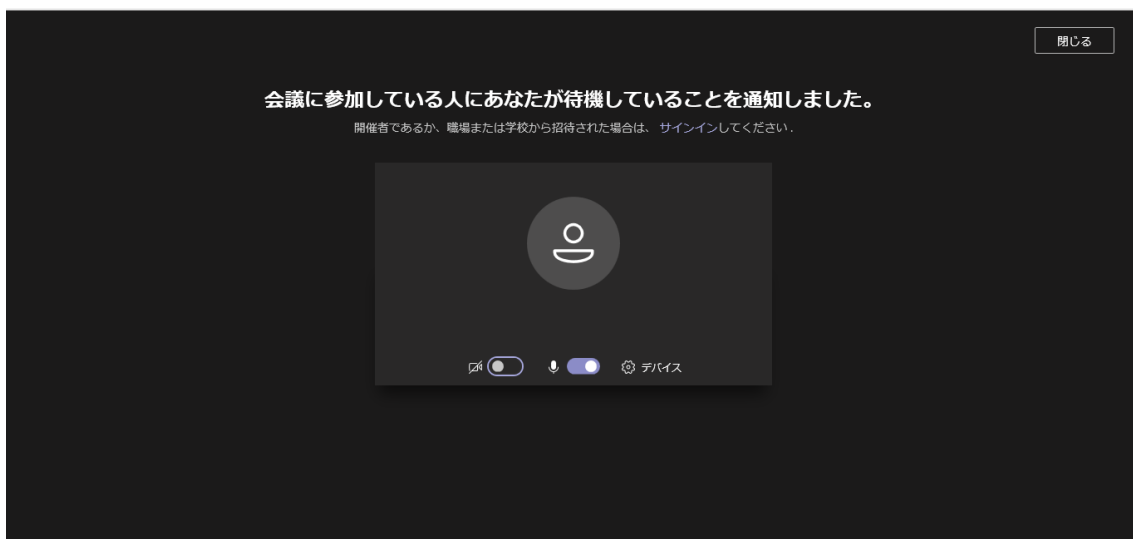 閉じる
会議に参加している人にあなたが待機していることを通知しました。
開催者であるか、職場または学校から招待された場合は、 サインインしてください.
デバイス